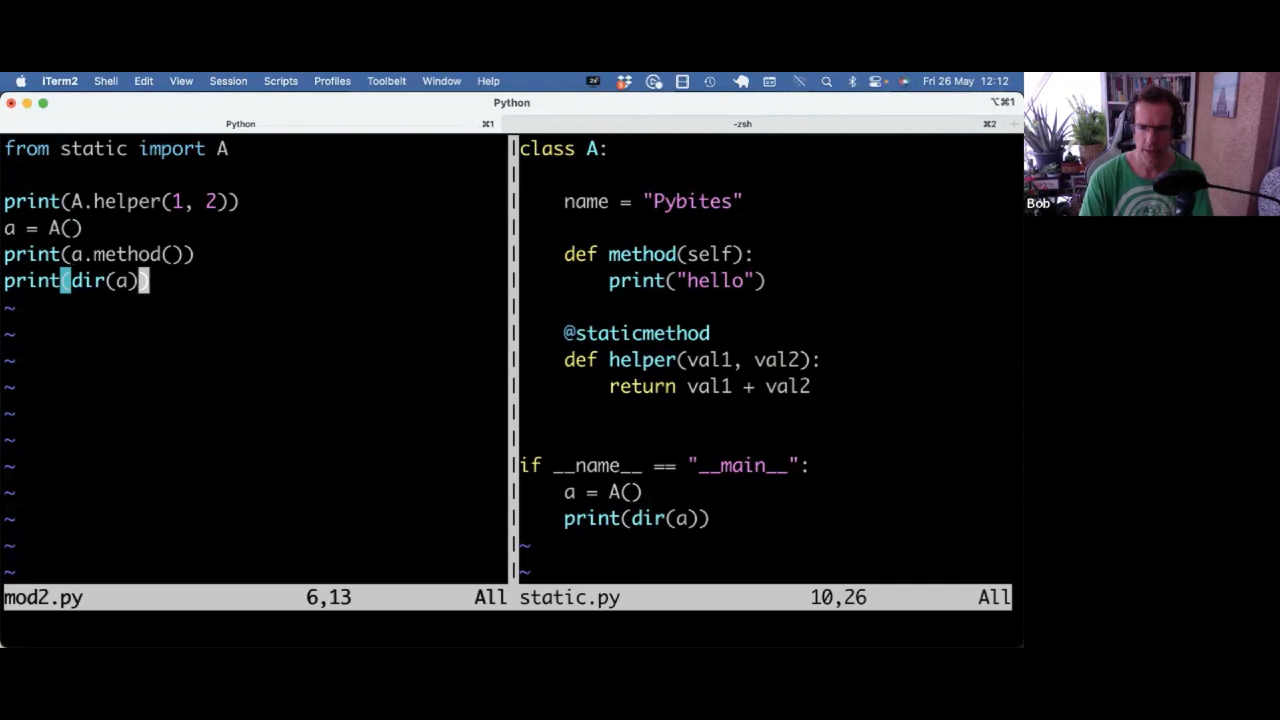 iTerm2 Shell Edit View Session Scripts Profiles Toolbelt Window Help Fri 26 May 12:12
Python ⌥⌘1
Python ⌘1 -zsh ⌘2
from static import A
print(A.helper(1, 2))
a = A()
print(a.method())
print(dir(a))
~
~
~
~
~
~
~
~
~
~
~
mod2.py 6,13 All
class A:
name = "Pybites"
def method(self):
print("hello")
@staticmethod
def helper(val1, val2):
return val1 + val2
if __name__ == "__main__":
a = A()
print(dir(a))
~
~
static.py 10,26 All
Bob